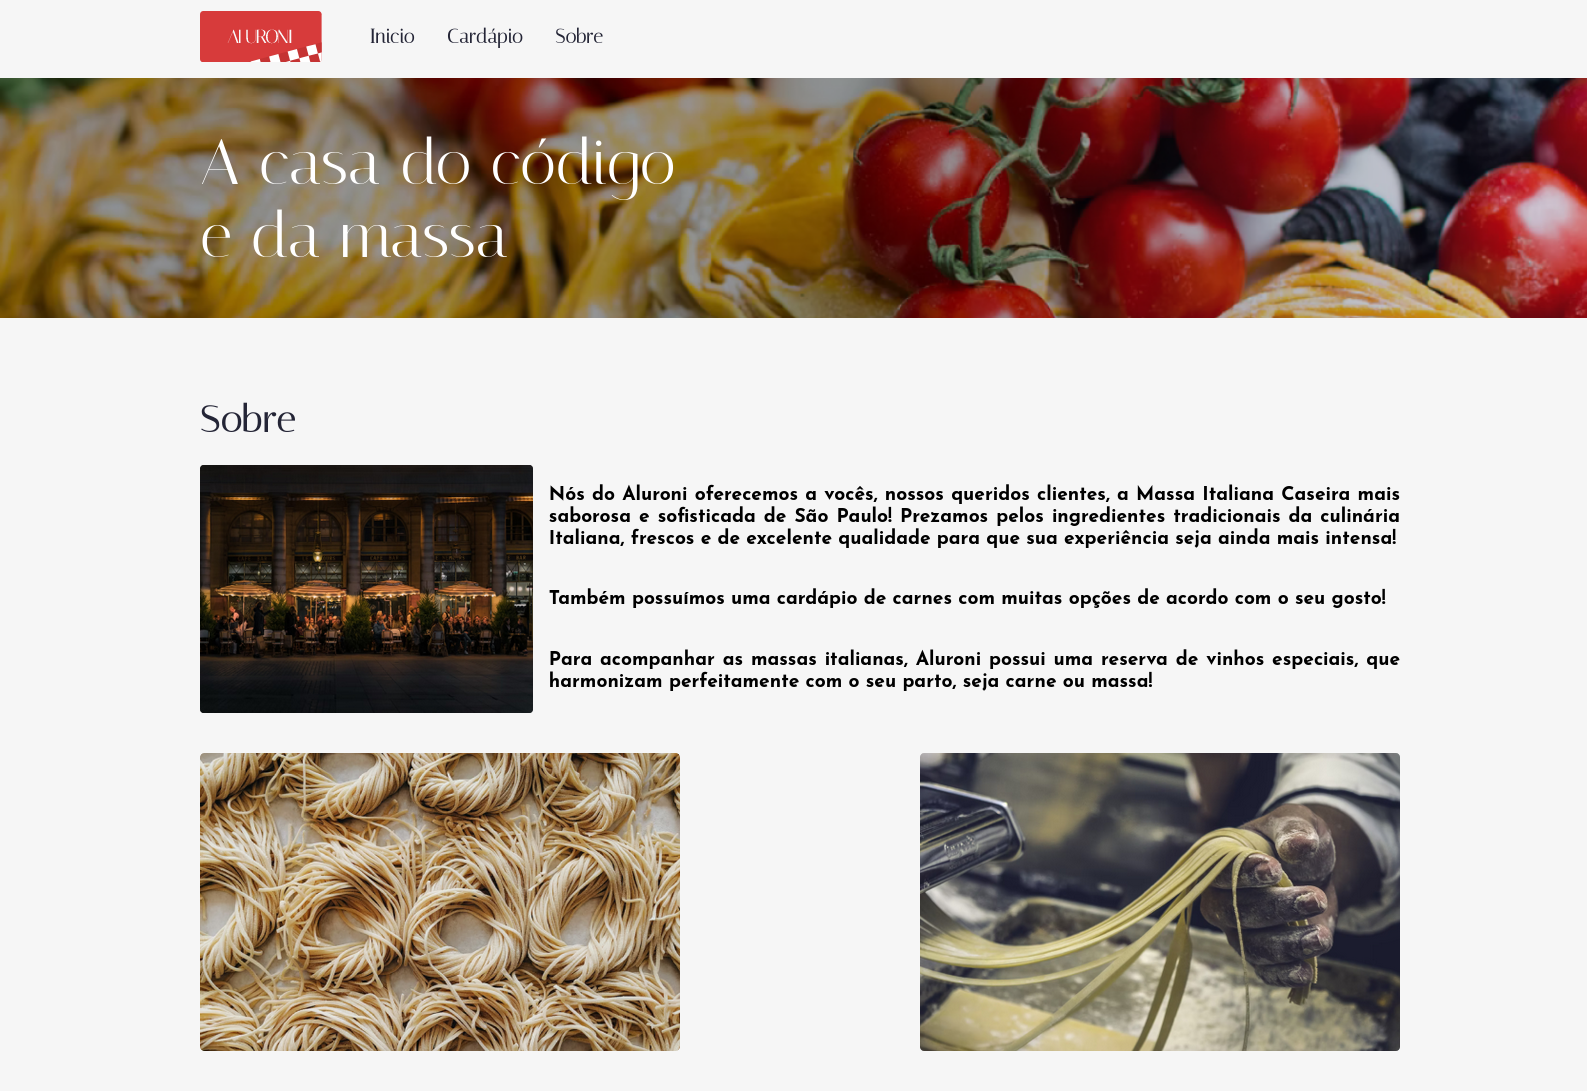 ALURONI
Inicio Cardápio Sobre
A casa do código
e da massa
Sobre
Nós do Aluroni oferecemos a vocês, nossos queridos clientes, a Massa Italiana Caseira mais
saborosa e sofisticada de São Paulo! Prezamos pelos ingredientes tradicionais da culinária
Italiana, frescos e de excelente qualidade para que sua experiência seja ainda mais intensa!
Também possuímos uma cardápio de carnes com muitas opções de acordo com o seu gosto!
Para acompanhar as massas italianas, Aluroni possui uma reserva de vinhos especiais, que
harmonizam perfeitamente com o seu parto, seja carne ou massa!